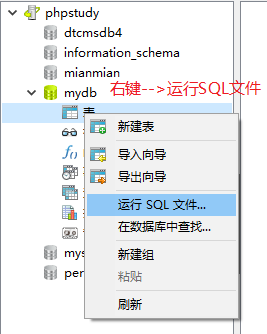 phpstudy
dtcmsdb4
information_schema
mianmian
mydb
右键-->运行SQL文件
表
新建表
导入向导
导出向导
运行 SQL 文件...
在数据库中查找...
新建组
粘贴
刷新
mys
per